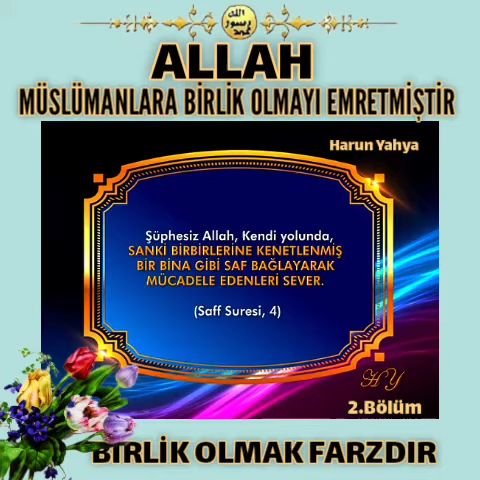 ALLAH
MÜSLÜMANLARA BİRLİK OLMAYI EMRETMİŞTİR
Harun Yahya
Şüphesiz Allah, Kendi yolunda,
SANKİ BİRBİRLERİNE KENETLENMİŞ
BİR BİNA GİBİ SAF BAĞLAYARAK
MÜCADELE EDENLERİ SEVER.
(Saff Suresi, 4)
HY
2.Bölüm
BİRLİK OLMAK FARZDIR